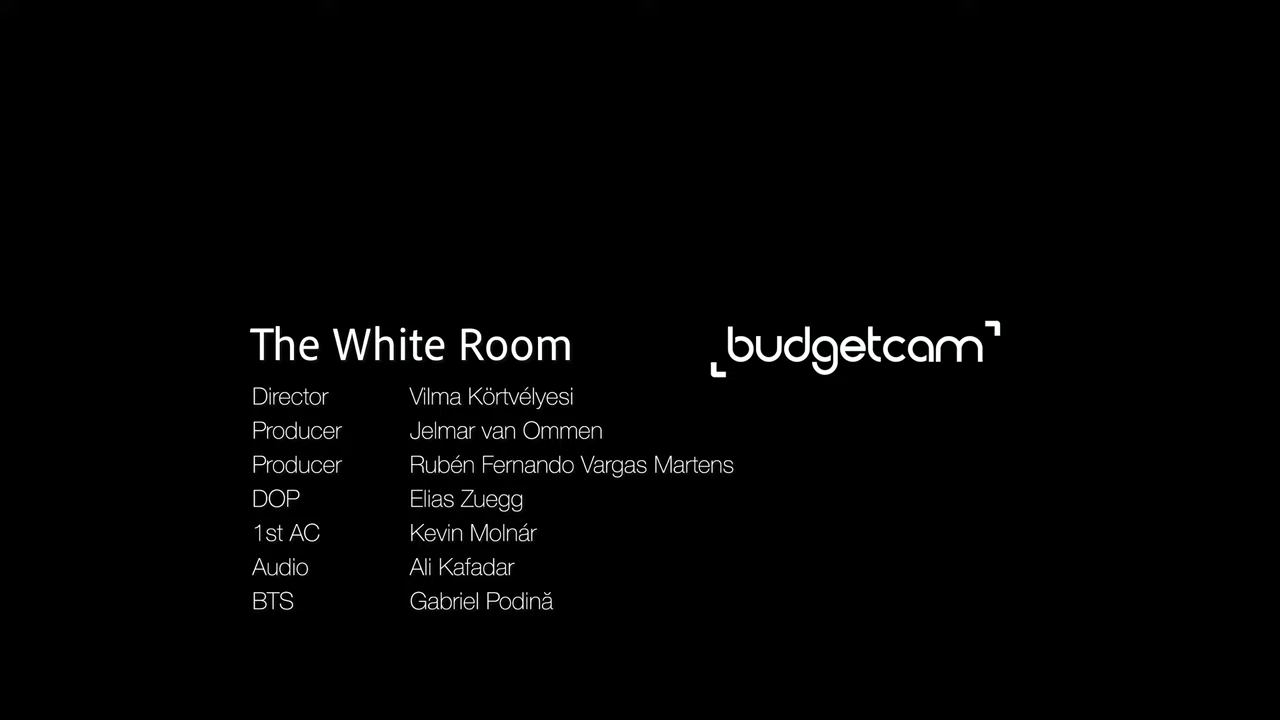 The White Room
budgetcam
Director Vilma Körtvélyesi
Producer Jelmar van Ommen
Producer Rubén Fernando Vargas Martens
DOP Elias Zuegg
1st AC Kevin Molnár
Audio Ali Kafadar
BTS Gabriel Podină